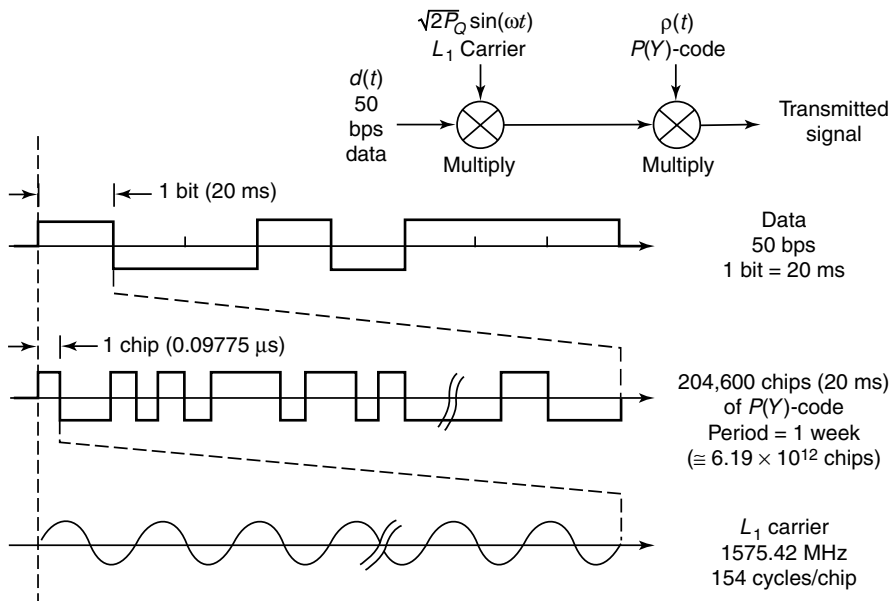 √2P_Q sin(ωt)
L₁ Carrier
ρ(t)
P(Y)-code
d(t)
50
bps
data
Multiply
Multiply
Transmitted
signal
1 bit (20 ms)
Data
50 bps
1 bit = 20 ms
1 chip (0.09775 μs)
204,600 chips (20 ms)
of P(Y)-code
Period = 1 week
(≅ 6.19 × 10¹² chips)
L₁ carrier
1575.42 MHz
154 cycles/chip